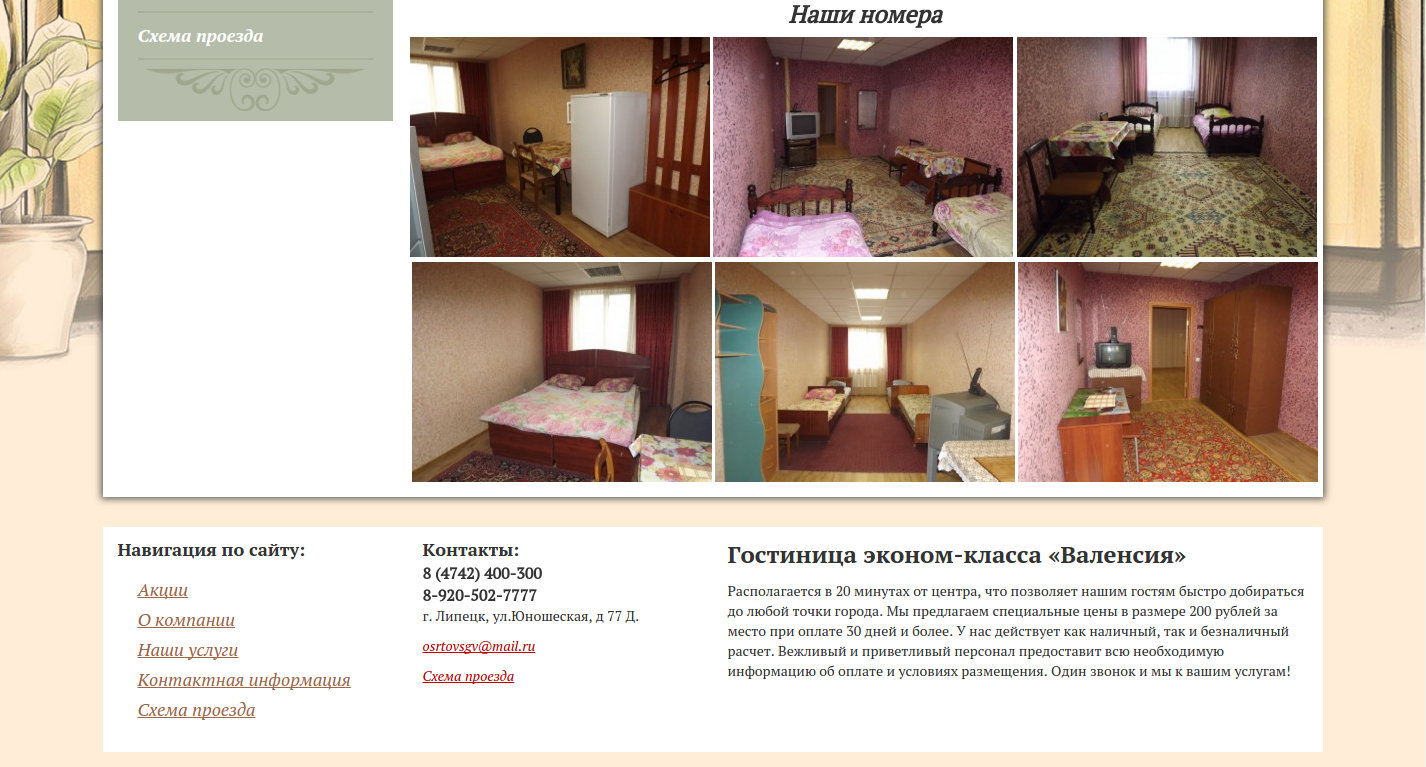 Схема проезда
Наши номера
Навигация по сайту:
Акции
О компании
Наши услуги
Контактная информация
Схема проезда
Контакты:
8 (4742) 400-300
8-920-502-7777
г. Липецк, ул.Юношеская, д 77 Д.
osrtovsgv@mail.ru
Схема проезда
Гостиница эконом-класса «Валенсия»
Располагается в 20 минутах от центра, что позволяет нашим гостям быстро добираться
до любой точки города. Мы предлагаем специальные цены в размере 200 рублей за
место при оплате 30 дней и более. У нас действует как наличный, так и безналичный
расчет. Вежливый и приветливый персонал предоставит всю необходимую
информацию об оплате и условиях размещения. Один звонок и мы к вашим услугам!